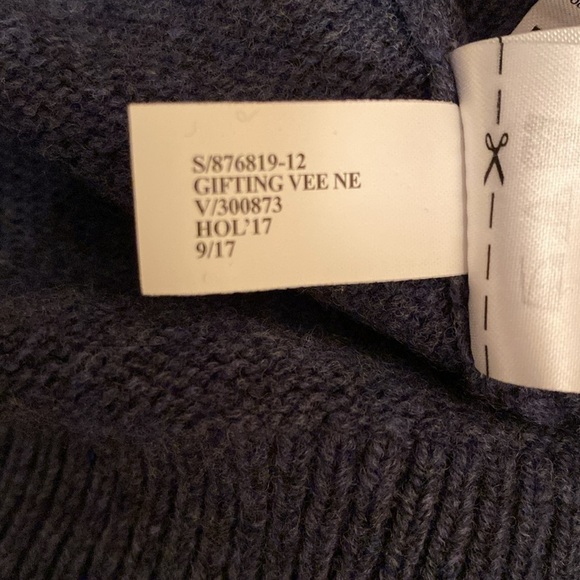 S/876819-12
GIFTING VEE NE
V/300873
HOL'17
9/17